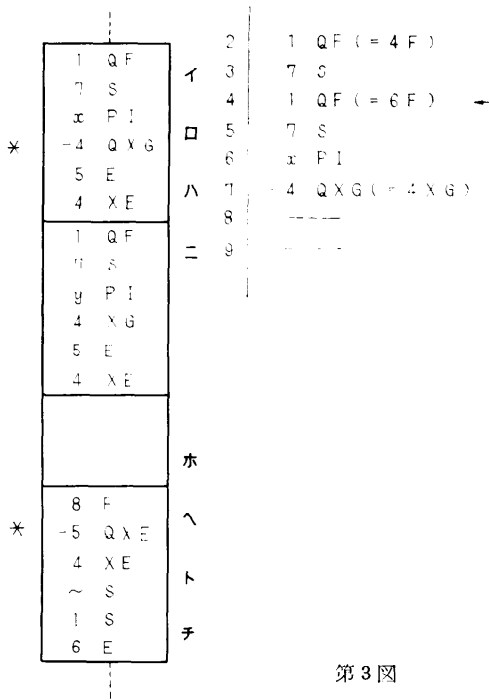 1 QF
7 S
x PI
* -4 QXG
5 E
4 XE
1 QF
7 S
y PI
4 XG
5 E
4 XE
8 F
* -5 QXE
4 XE
~ S
1 S
6 E
イ
ロ
ハ
ニ
ホ
ヘ
ト
チ
2 1 QF (=4F)
3 7 S
4 1 QF (=6F) ←
5 7 S
6 x PI
7 -4 QXG (=4XG)
8 ----
9 ----
第3図